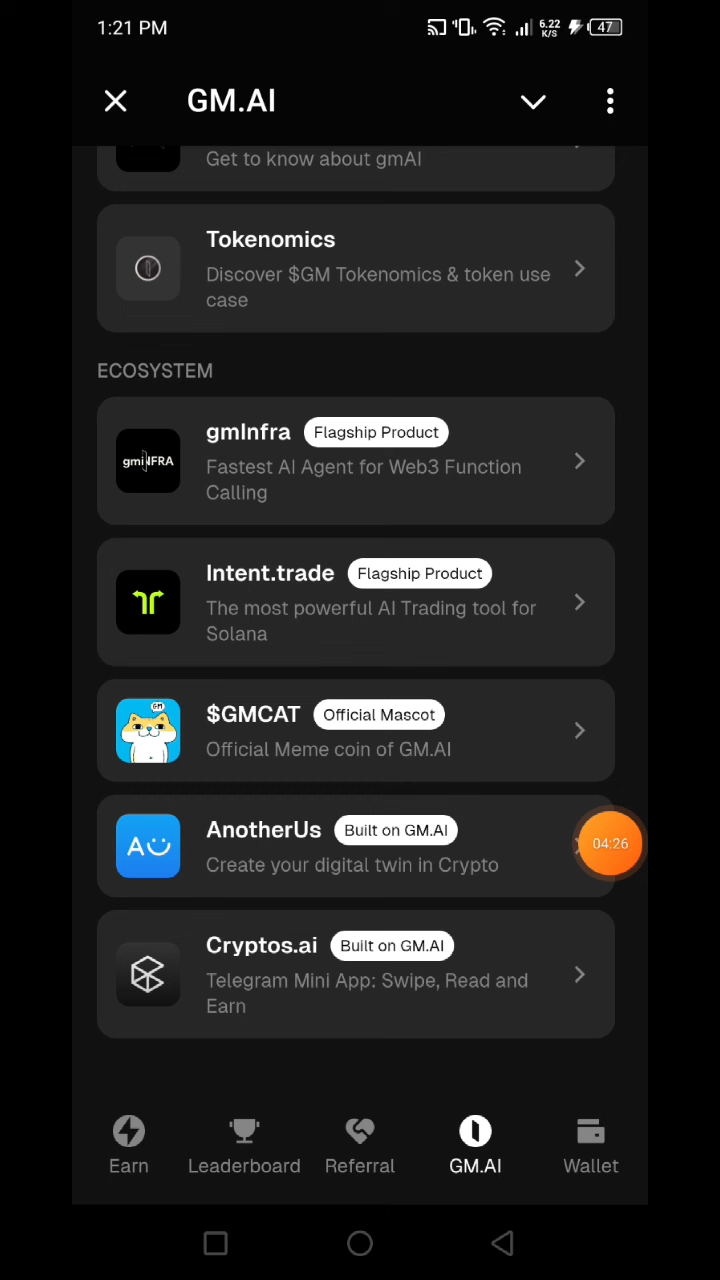 1:21 PM
6.22 K/S
47
GM.AI
Get to know about gmAI
Tokenomics
Discover $GM Tokenomics & token use
case
ECOSYSTEM
gmInfra Flagship Product
gmINFRA
Fastest AI Agent for Web3 Function
Calling
Intent.trade Flagship Product
The most powerful AI Trading tool for
Solana
GM
$GMCAT Official Mascot
Official Meme coin of GM.AI
AnotherUs Built on GM.AI
A
Create your digital twin in Crypto
04:26
Cryptos.ai Built on GM.AI
Telegram Mini App: Swipe, Read and
Earn
Earn Leaderboard Referral GM.AI Wallet